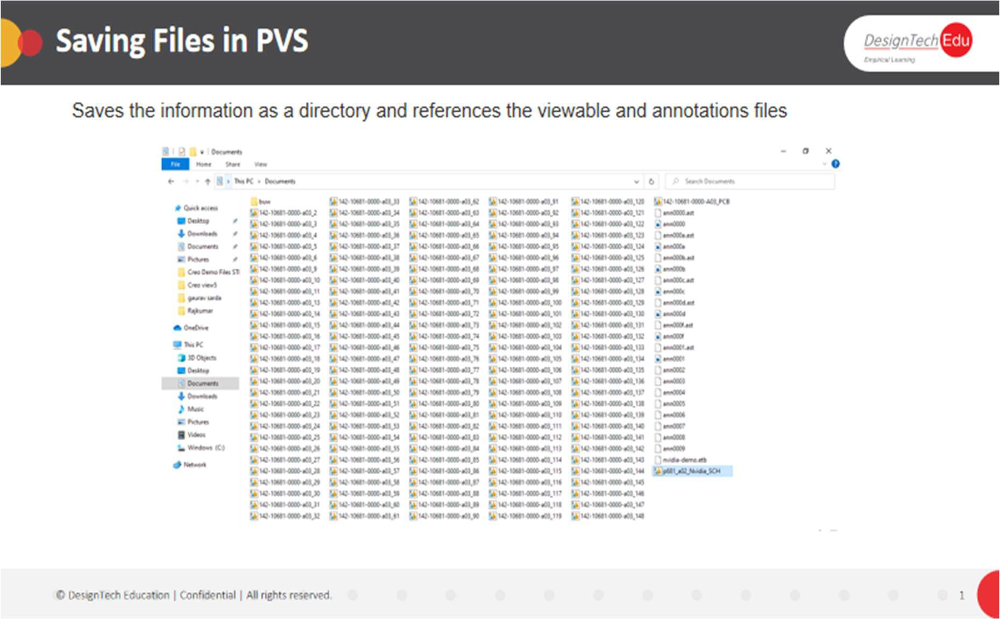 Saving Files in PVS
DesignTech Edu
Empirical Learning
Saves the information as a directory and references the viewable and annotations files
Documents
File Home Share View
This PC > Documents
Search Documents
Quick access
Desktop
Downloads
Documents
Pictures
Creo Demo Files ST
Creo view5
gaurav sarda
Rajkumar
OneDrive
This PC
3D Objects
Desktop
Documents
Downloads
Music
Pictures
Videos
Windows (C:)
Network
buw
142-10681-0000-a03_2
142-10681-0000-a03_3
142-10681-0000-a03_4
142-10681-0000-a03_5
142-10681-0000-a03_6
142-10681-0000-a03_9
142-10681-0000-a03_10
142-10681-0000-a03_11
142-10681-0000-a03_13
142-10681-0000-a03_14
142-10681-0000-a03_15
142-10681-0000-a03_16
142-10681-0000-a03_17
142-10681-0000-a03_18
142-10681-0000-a03_19
142-10681-0000-a03_20
142-10681-0000-a03_21
142-10681-0000-a03_22
142-10681-0000-a03_23
142-10681-0000-a03_24
142-10681-0000-a03_25
142-10681-0000-a03_26
142-10681-0000-a03_27
142-10681-0000-a03_28
142-10681-0000-a03_29
142-10681-0000-a03_30
142-10681-0000-a03_31
142-10681-0000-a03_32
142-10681-0000-a03_33
142-10681-0000-a03_34
142-10681-0000-a03_35
142-10681-0000-a03_36
142-10681-0000-a03_37
142-10681-0000-a03_38
142-10681-0000-a03_39
142-10681-0000-a03_40
142-10681-0000-a03_41
142-10681-0000-a03_42
142-10681-0000-a03_43
142-10681-0000-a03_44
142-10681-0000-a03_45
142-10681-0000-a03_46
142-10681-0000-a03_47
142-10681-0000-a03_48
142-10681-0000-a03_49
142-10681-0000-a03_50
142-10681-0000-a03_51
142-10681-0000-a03_52
142-10681-0000-a03_53
142-10681-0000-a03_54
142-10681-0000-a03_55
142-10681-0000-a03_56
142-10681-0000-a03_57
142-10681-0000-a03_58
142-10681-0000-a03_59
142-10681-0000-a03_60
142-10681-0000-a03_61
142-10681-0000-a03_62
142-10681-0000-a03_63
142-10681-0000-a03_64
142-10681-0000-a03_65
142-10681-0000-a03_66
142-10681-0000-a03_67
142-10681-0000-a03_68
142-10681-0000-a03_69
142-10681-0000-a03_70
142-10681-0000-a03_71
142-10681-0000-a03_72
142-10681-0000-a03_73
142-10681-0000-a03_74
142-10681-0000-a03_75
142-10681-0000-a03_76
142-10681-0000-a03_77
142-10681-0000-a03_78
142-10681-0000-a03_79
142-10681-0000-a03_80
142-10681-0000-a03_81
142-10681-0000-a03_82
142-10681-0000-a03_83
142-10681-0000-a03_84
142-10681-0000-a03_85
142-10681-0000-a03_86
142-10681-0000-a03_87
142-10681-0000-a03_88
142-10681-0000-a03_89
142-10681-0000-a03_90
142-10681-0000-a03_91
142-10681-0000-a03_92
142-10681-0000-a03_93
142-10681-0000-a03_94
142-10681-0000-a03_95
142-10681-0000-a03_96
142-10681-0000-a03_97
142-10681-0000-a03_98
142-10681-0000-a03_99
142-10681-0000-a03_100
142-10681-0000-a03_101
142-10681-0000-a03_102
142-10681-0000-a03_103
142-10681-0000-a03_104
142-10681-0000-a03_105
142-10681-0000-a03_106
142-10681-0000-a03_107
142-10681-0000-a03_108
142-10681-0000-a03_109
142-10681-0000-a03_110
142-10681-0000-a03_111
142-10681-0000-a03_112
142-10681-0000-a03_113
142-10681-0000-a03_114
142-10681-0000-a03_115
142-10681-0000-a03_116
142-10681-0000-a03_117
142-10681-0000-a03_118
142-10681-0000-a03_119
142-10681-0000-a03_120
142-10681-0000-a03_121
142-10681-0000-a03_122
142-10681-0000-a03_123
142-10681-0000-a03_124
142-10681-0000-a03_125
142-10681-0000-a03_126
142-10681-0000-a03_127
142-10681-0000-a03_128
142-10681-0000-a03_129
142-10681-0000-a03_130
142-10681-0000-a03_131
142-10681-0000-a03_132
142-10681-0000-a03_133
142-10681-0000-a03_134
142-10681-0000-a03_135
142-10681-0000-a03_136
142-10681-0000-a03_137
142-10681-0000-a03_138
142-10681-0000-a03_139
142-10681-0000-a03_140
142-10681-0000-a03_141
142-10681-0000-a03_142
142-10681-0000-a03_143
142-10681-0000-a03_144
142-10681-0000-a03_145
142-10681-0000-a03_146
142-10681-0000-a03_147
142-10681-0000-a03_148
142-10681-0000-A03_PCB
ann0000.ast
ann0000
ann000a.ast
ann000a
ann000b.ast
ann000b
ann000c.ast
ann000c
ann000d.ast
ann000d
ann000f.ast
ann000f
ann0001.ast
ann0001
ann0002
ann0003
ann0004
ann0005
ann0006
ann0007
ann0008
ann0009
nvidia-demo.etb
p681_a02_Nvidia_SCH
© DesignTech Education | Confidential | All rights reserved.
1